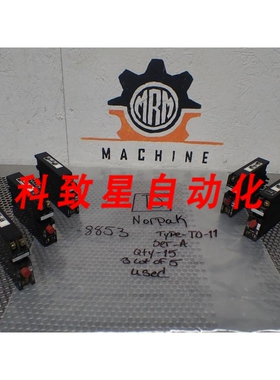 MRM
MACHINE
科致星自动化
Norpak
8853
Type-TO-11
Ser-A
Qty-15
3 Lot of 5
used